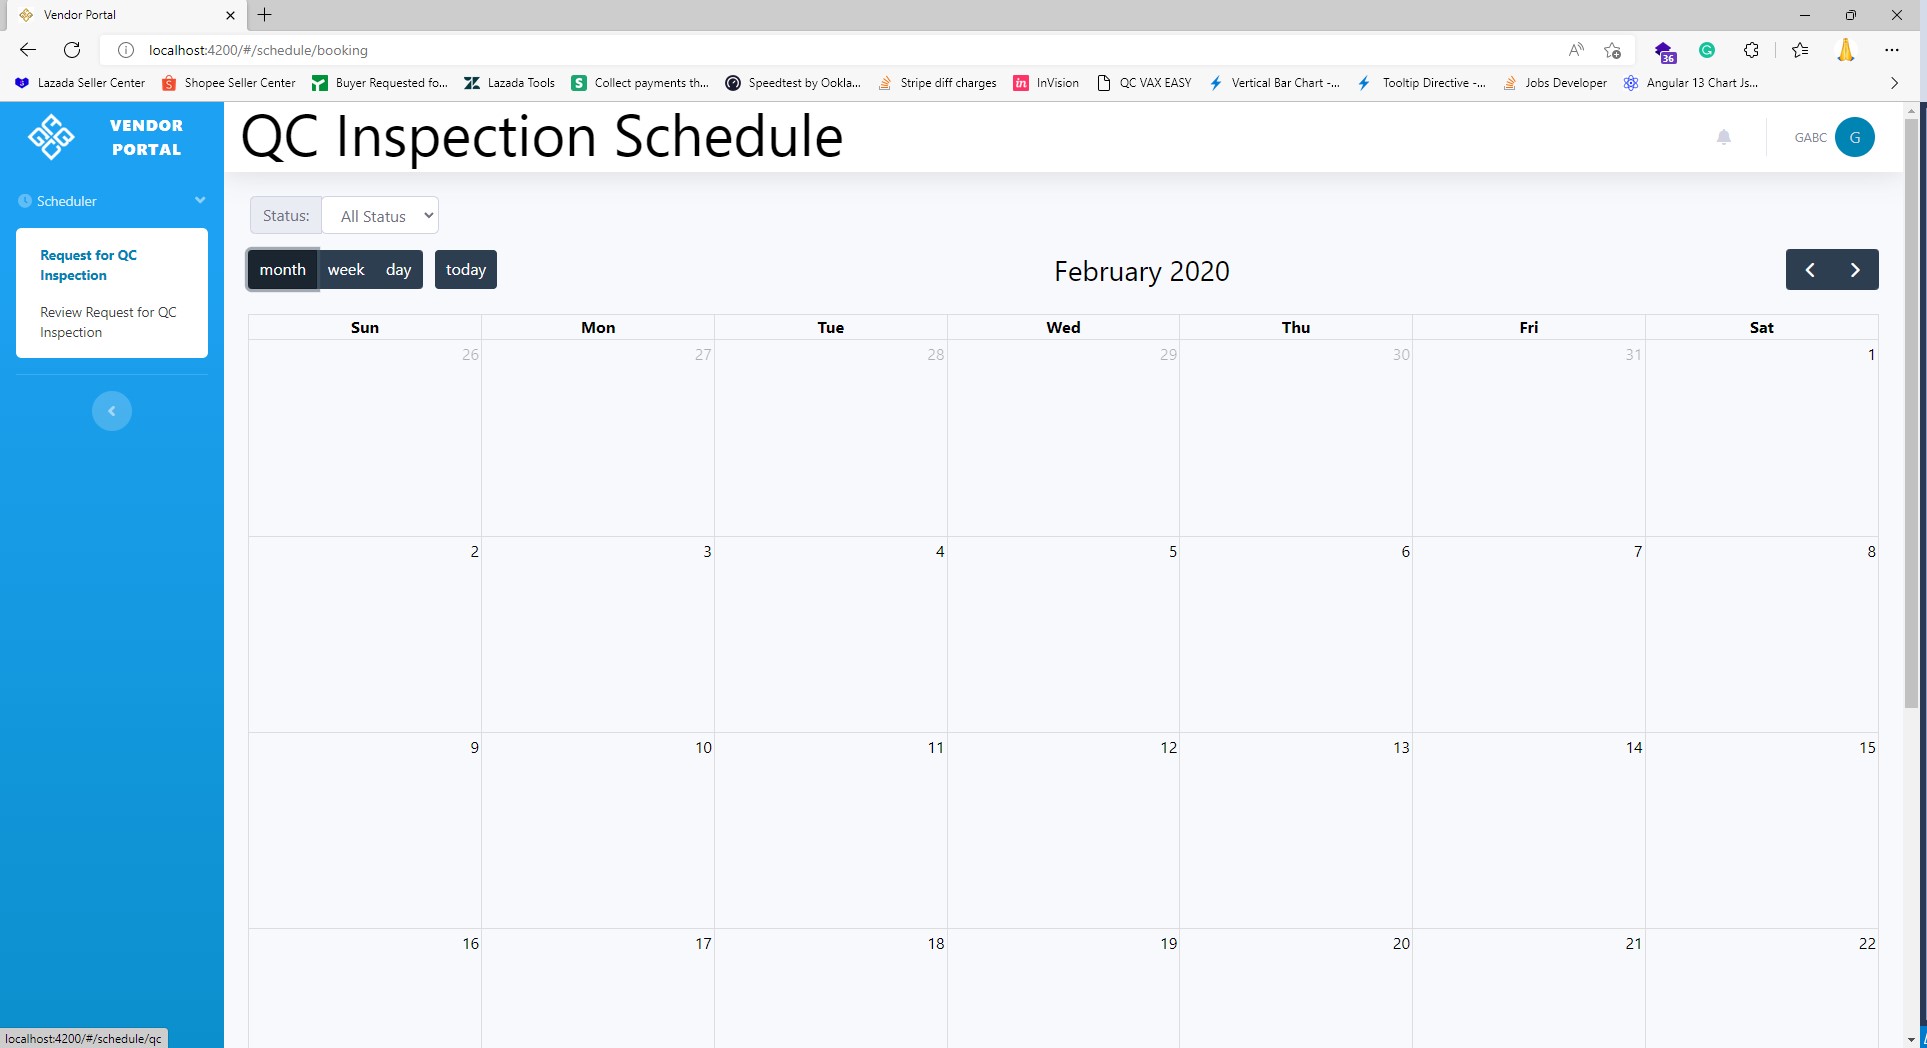 Vendor Portal
localhost:4200/#/schedule/booking
36
G
Lazada Seller Center
Shopee Seller Center
Buyer Requested fo...
Lazada Tools
S
Collect payments th...
Speedtest by Ookla...
Stripe diff charges
in
InVision
QC VAX EASY
Vertical Bar Chart -...
Tooltip Directive -...
Jobs Developer
Angular 13 Chart Js...
VENDOR
PORTAL
QC Inspection Schedule
GABC
G
Scheduler
Request for QC
Inspection
Review Request for QC
Inspection
Status:
All Status
month week day today
February 2020
Sun Mon Tue Wed Thu Fri Sat
26 27 28 29 30 31 1
2 3 4 5 6 7 8
9 10 11 12 13 14 15
16 17 18 19 20 21 22
localhost:4200/#/schedule/qc